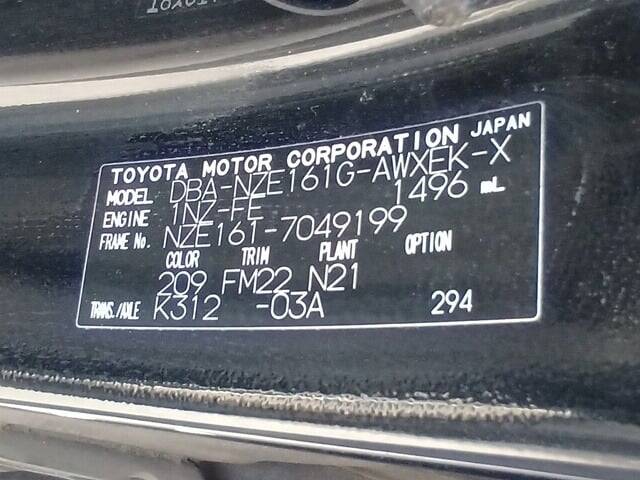 TOYOTA MOTOR CORPORATION JAPAN
MODEL DBA-NZE161G-AWXEK-X
ENGINE 1NZ-FE 1496 mL
FRAME No. NZE161-7049199
COLOR TRIM PLANT OPTION
209 FM22 N21
TRANS./AXLE K312 -03A 294